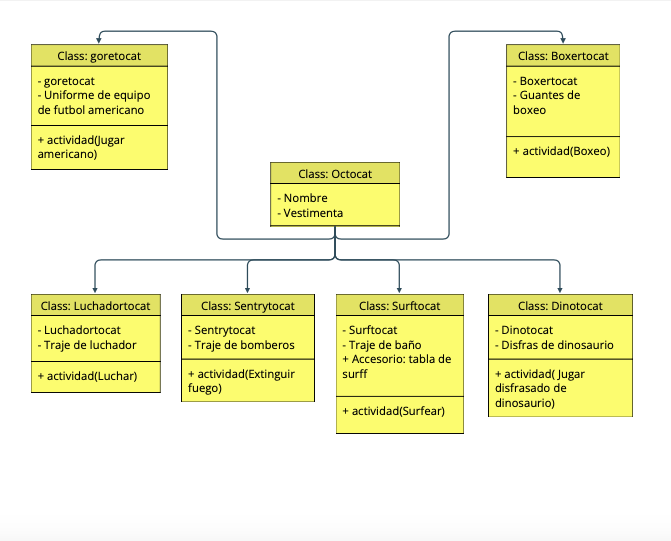 Class: goretocat
- goretocat
- Uniforme de equipo
de futbol americano
+ actividad(Jugar
americano)
Class: Boxertocat
- Boxertocat
- Guantes de
boxeo
+ actividad(Boxeo)
Class: Octocat
- Nombre
- Vestimenta
Class: Luchadortocat
- Luchadortocat
- Traje de luchador
+ actividad(Luchar)
Class: Sentrytocat
- Sentrytocat
- Traje de bomberos
+ actividad(Extinguir
fuego)
Class: Surftocat
- Surftocat
- Traje de baño
+ Accesorio: tabla de
surff
+ actividad(Surfear)
Class: Dinotocat
- Dinotocat
- Disfras de dinosaurio
+ actividad( Jugar
disfrasado de
dinosaurio)